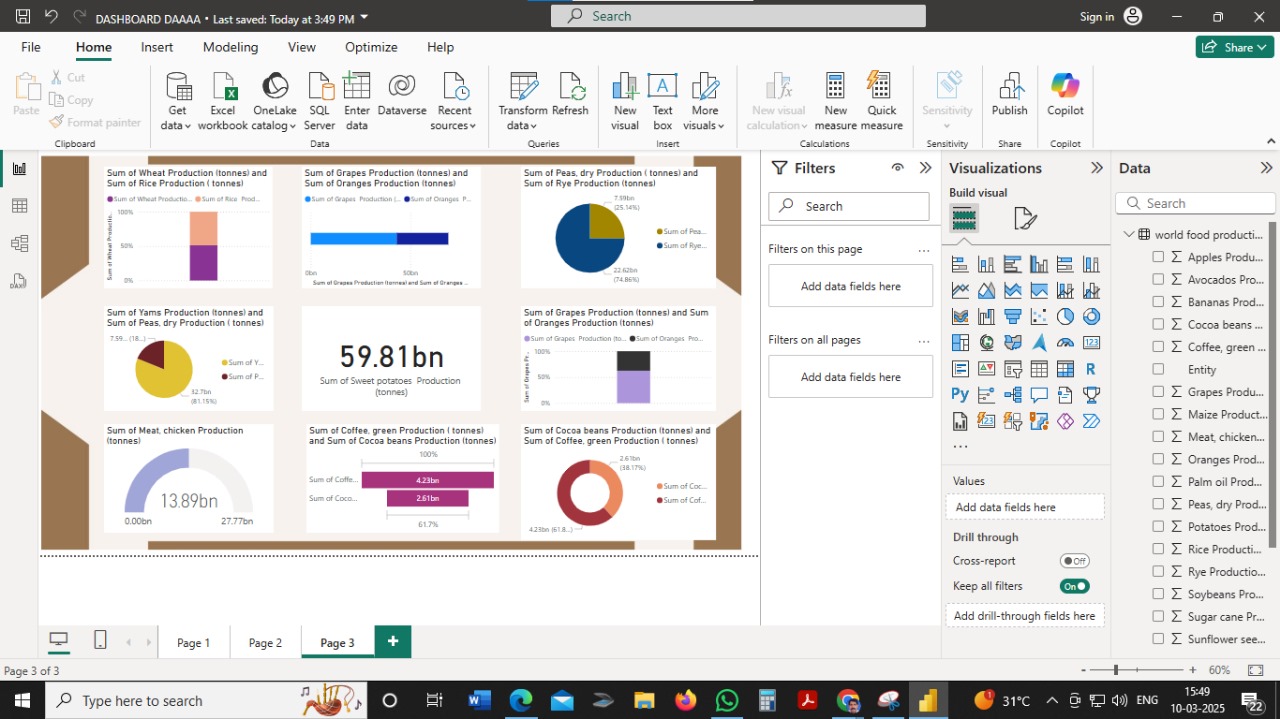 DASHBOARD DAAAA • Last saved: Today at 3:49 PM
Search
Sign in
File Home Insert Modeling View Optimize Help
Share
Paste
Cut
Copy
Format painter
Clipboard
Get data
Excel workbook
OneLake catalog
SQL Server
Enter data
Dataverse
Recent sources
Data
Transform data
Refresh
Queries
New visual
Text box
More visuals
Insert
New visual calculation
New measure
Quick measure
Calculations
Sensitivity
Sensitivity
Publish
Share
Copilot
Copilot
Sum of Wheat Production (tonnes) and
Sum of Rice Production ( tonnes)
Sum of Wheat Productio... Sum of Rice Prod...
Sum of Wheat Productio...
100%
50%
0%
Sum of Grapes Production (tonnes) and
Sum of Oranges Production (tonnes)
Sum of Grapes Production (... Sum of Oranges P...
0bn 50bn
Sum of Grapes Production (tonnes) and Sum of Oranges ...
Sum of Peas, dry Production ( tonnes) and
Sum of Rye Production (tonnes)
7.59bn
(25.14%)
Sum of Pea...
Sum of Rye...
22.62bn
(74.86%)
Sum of Yams Production (tonnes) and
Sum of Peas, dry Production ( tonnes)
7.59... (18...)
Sum of Y...
Sum of P...
32.7bn
(81.15%)
59.81bn
Sum of Sweet potatoes Production
(tonnes)
Sum of Grapes Production (tonnes) and Sum
of Oranges Production (tonnes)
Sum of Grapes Production (to... Sum of Oranges Pro...
Sum of Grapes Pr...
100%
50%
0%
Sum of Meat, chicken Production
(tonnes)
13.89bn
0.00bn 27.77bn
Sum of Coffee, green Production ( tonnes)
and Sum of Cocoa beans Production (tonnes)
100%
Sum of Coffe... 4.23bn
Sum of Coco... 2.61bn
61.7%
Sum of Cocoa beans Production (tonnes) and
Sum of Coffee, green Production ( tonnes)
2.61bn
(38.17%)
Sum of Coc...
Sum of Cof...
4.23bn (61.8...)
Filters
Search
Filters on this page ...
Add data fields here
Filters on all pages ...
Add data fields here
Visualizations
Build visual
123
R
Py
123
...
Values
Add data fields here
Drill through
Cross-report Off
Keep all filters On
Add drill-through fields here
Data
Search
world food producti...
Apples Produ...
Avocados Pro...
Bananas Prod...
Cocoa beans ...
Coffee, green ...
Entity
Grapes Produ...
Maize Product...
Meat, chicken...
Oranges Prod...
Palm oil Prod...
Peas, dry Prod...
Potatoes Prod...
Rice Producti...
Rye Productio...
Soybeans Pro...
Sugar cane Pr...
Sunflower see...
Page 1 Page 2 Page 3 +
Page 3 of 3
- + 60%
Type here to search
31°C
ENG
15:49
10-03-2025
22